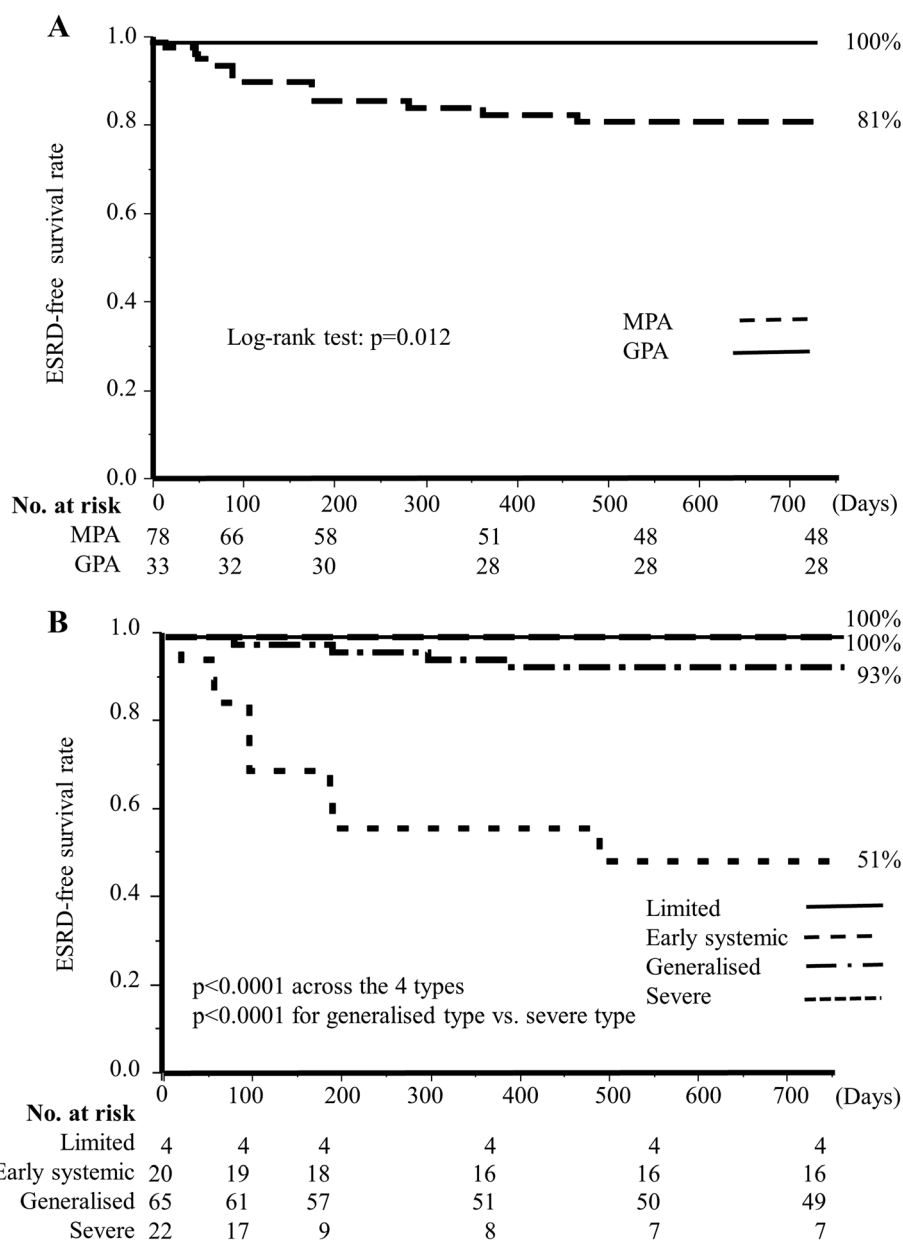 A
1.0
100%
0.8
81%
0.6
ESRD-free survival rate
0.4
Log-rank test: p=0.012
MPA
GPA
0.2
0.0
0 100 200 300 400 500 600 700 (Days)
No. at risk
MPA 78 66 58 51 48 48
GPA 33 32 30 28 28 28
B
100%
1.0
100%
93%
0.8
ESRD-free survival rate
0.6
51%
0.4
Limited
Early systemic
Generalised
Severe
0.2
p<0.0001 across the 4 types
p<0.0001 for generalised type vs. severe type
0.0
0 100 200 300 400 500 600 700 (Days)
No. at risk
Limited 4 4 4 4 4 4
Early systemic 20 19 18 16 16 16
Generalised 65 61 57 51 50 49
Severe 22 17 9 8 7 7